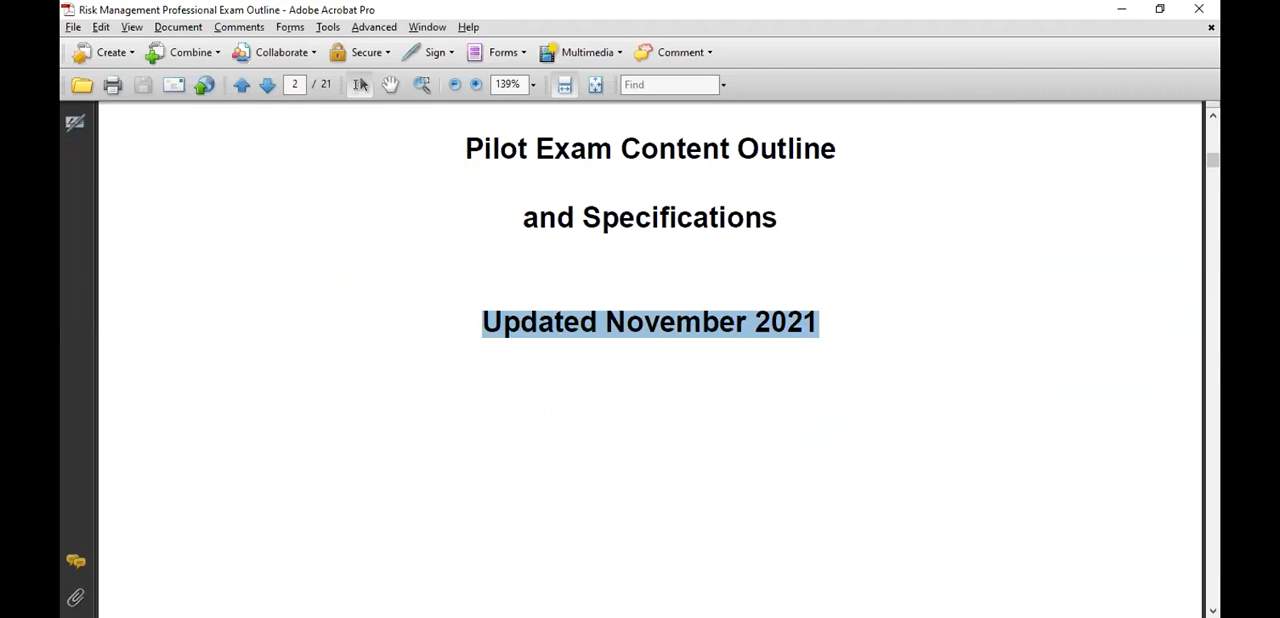 Risk Management Professional Exam Outline - Adobe Acrobat Pro
File Edit View Document Comments Forms Tools Advanced Window Help
Create Combine Collaborate Secure Sign Forms Multimedia Comment
2 / 21 139% Find
Pilot Exam Content Outline
and Specifications
Updated November 2021